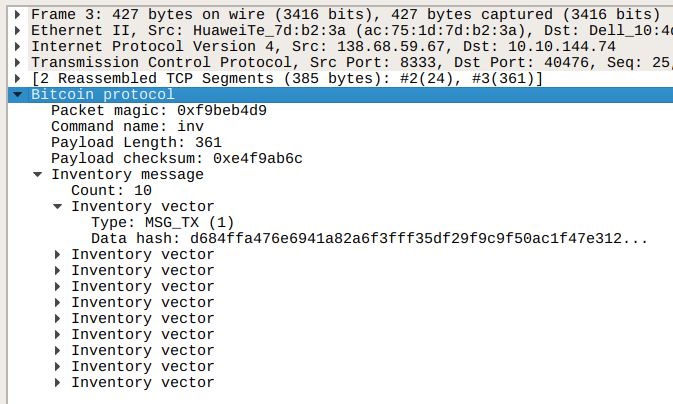 Frame 3: 427 bytes on wire (3416 bits), 427 bytes captured (3416 bits)
Ethernet II, Src: HuaweiTe_7d:b2:3a (ac:75:1d:7d:b2:3a), Dst: Dell_10:4
Internet Protocol Version 4, Src: 138.68.59.67, Dst: 10.10.144.74
Transmission Control Protocol, Src Port: 8333, Dst Port: 40476, Seq: 25,
[2 Reassembled TCP Segments (385 bytes): #2(24), #3(361)]
Bitcoin protocol
Packet magic: 0xf9beb4d9
Command name: inv
Payload Length: 361
Payload checksum: 0xe4f9ab6c
Inventory message
Count: 10
Inventory vector
Type: MSG_TX (1)
Data hash: d684ffa476e6941a82a6f3fff35df29f9c9f50ac1f47e312...
Inventory vector
Inventory vector
Inventory vector
Inventory vector
Inventory vector
Inventory vector
Inventory vector
Inventory vector
Inventory vector